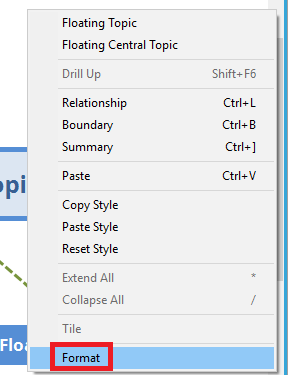 Floating Topic
Floating Central Topic
Drill Up Shift+F6
Relationship Ctrl+L
Boundary Ctrl+B
Summary Ctrl+]
Paste Ctrl+V
Copy Style
Paste Style
Reset Style
Extend All *
Collapse All /
Tile
Format
opi
Floa